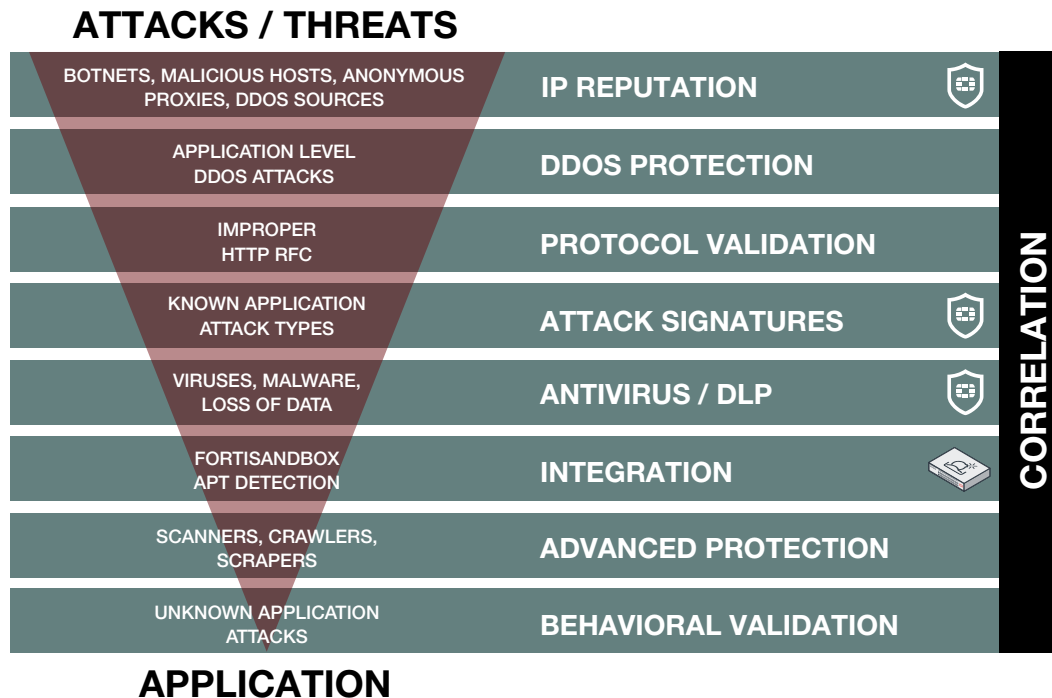 ATTACKS / THREATS
BOTNETS, MALICIOUS HOSTS, ANONYMOUS
PROXIES, DDOS SOURCES
IP REPUTATION
APPLICATION LEVEL
DDOS ATTACKS
DDOS PROTECTION
IMPROPER
HTTP RFC
PROTOCOL VALIDATION
KNOWN APPLICATION
ATTACK TYPES
ATTACK SIGNATURES
VIRUSES, MALWARE,
LOSS OF DATA
ANTIVIRUS / DLP
FORTISANDBOX
APT DETECTION
INTEGRATION
SCANNERS, CRAWLERS,
SCRAPERS
ADVANCED PROTECTION
UNKNOWN APPLICATION
ATTACKS
BEHAVIORAL VALIDATION
CORRELATION
APPLICATION